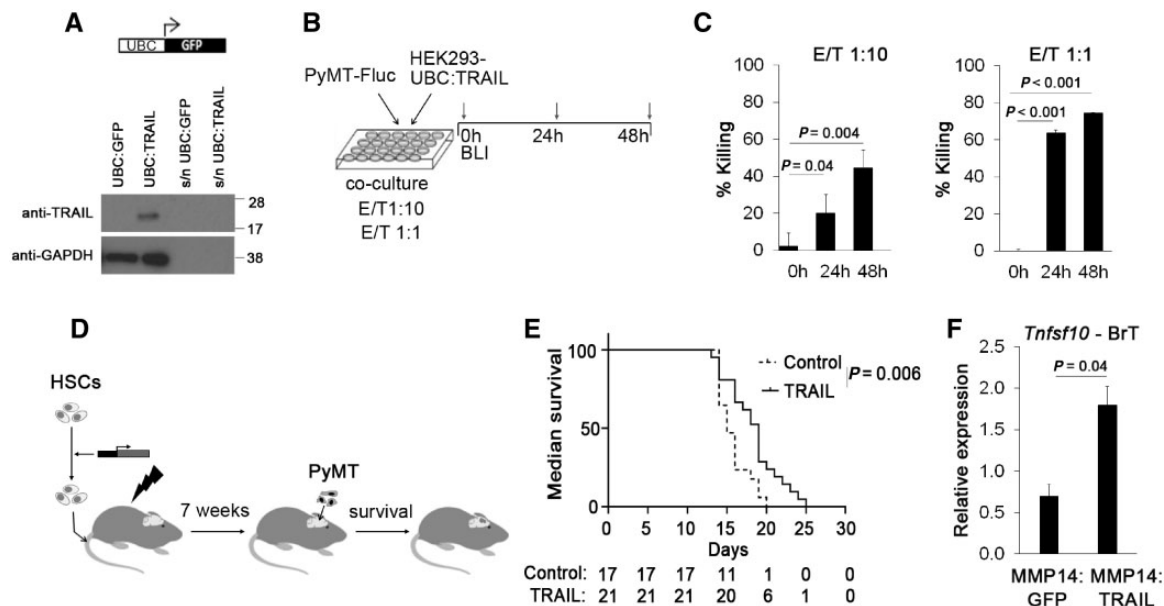 A
UBC GFP
UBC:GFP
UBC:TRAIL
s/n UBC:GFP
s/n UBC:TRAIL
anti-TRAIL
28
17
anti-GAPDH
38
B
PyMT-Fluc
HEK293-
UBC:TRAIL
0h 24h 48h
BLI
co-culture
E/T1:10
E/T 1:1
C
E/T 1:10
% Killing
100
80
60
40
20
0
P = 0.004
P = 0.04
0h 24h 48h
E/T 1:1
% Killing
100
80
60
40
20
0
P < 0.001
P < 0.001
0h 24h 48h
D
HSCs
7 weeks
PyMT
survival
E
Median survival
100
50
0
Control
TRAIL
P = 0.006
0 5 10 15 20 25 30
Days
Control: 17 17 17 11 1 0 0
TRAIL: 21 21 21 20 6 1 0
F
Tnfsf10 - BrT
Relative expression
2.5
2.0
1.5
1.0
0.5
0.0
P = 0.04
MMP14: MMP14:
GFP TRAIL